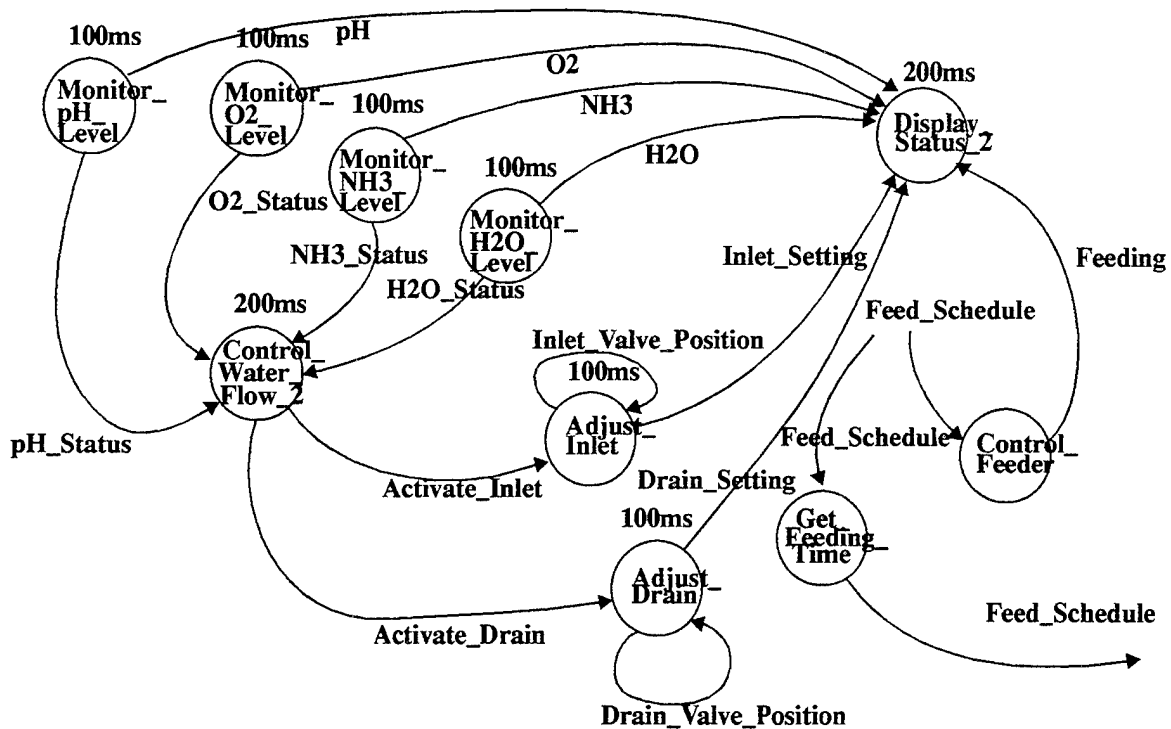 100ms
100ms
pH
O2
200ms
Monitor_
pH_
Level
Monitor_
O2_
Level
100ms
NH3
Display_
Status_2
Monitor_
NH3_
Level
100ms
H2O
O2_Status
Monitor_
H2O_
Level
NH3_Status
Inlet_Setting
Feeding
H2O_Status
200ms
Feed_Schedule
Control_
Water_
Flow_2
Inlet_Valve_Position
100ms
Adjust_
Inlet
pH_Status
Feed_Schedule
Control_
Feeder
Activate_Inlet
Drain_Setting
100ms
Get_
Feeding_
Time
Adjust_
Drain
Activate_Drain
Feed_Schedule
Drain_Valve_Position